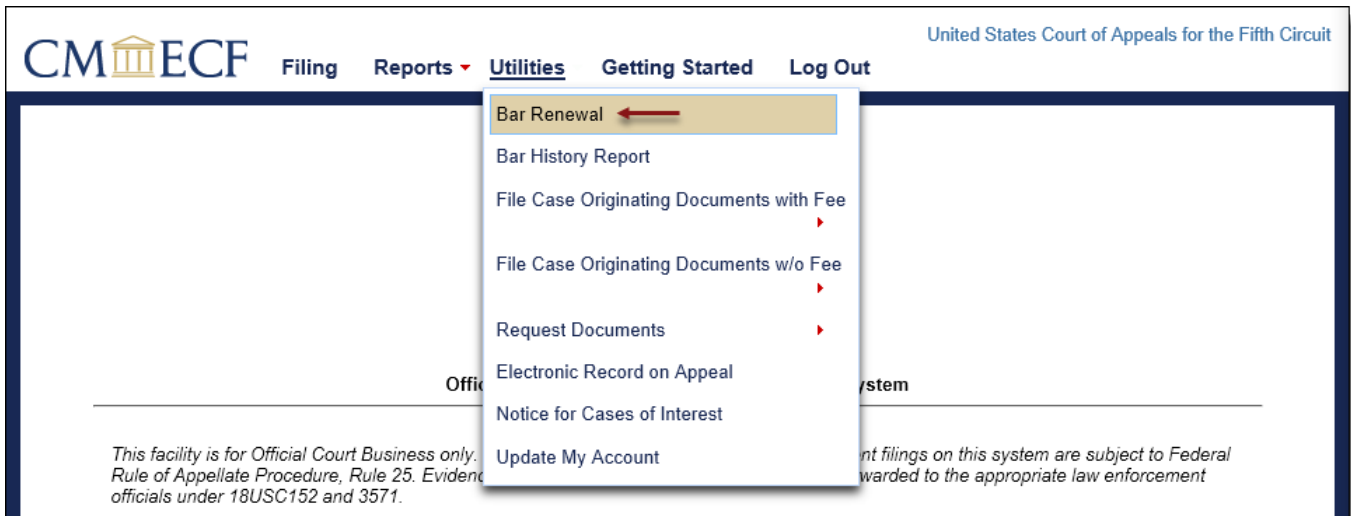 United States Court of Appeals for the Fifth Circuit
CM ECF Filing Reports Utilities Getting Started Log Out
Bar Renewal
Bar History Report
File Case Originating Documents with Fee
File Case Originating Documents w/o Fee
Request Documents
Electronic Record on Appeal
Notice for Cases of Interest
Update My Account
This facility is for Official Court Business only. nt filings on this system are subject to Federal
Rule of Appellate Procedure, Rule 25. warded to the appropriate law enforcement
officials under 18USC152 and 3571.